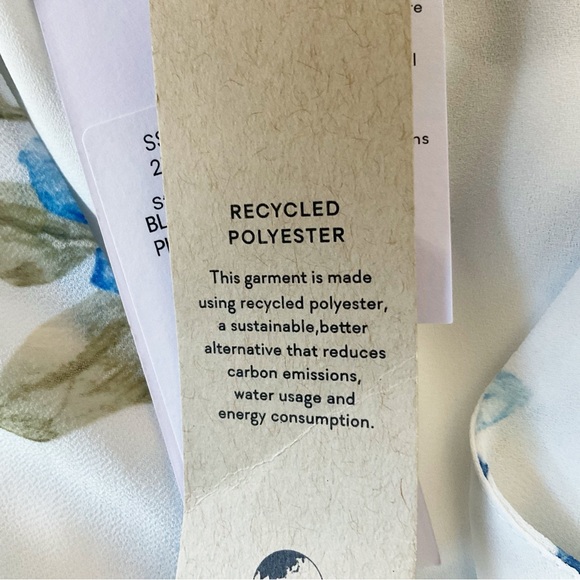 RECYCLED
POLYESTER
This garment is made
using recycled polyester,
a sustainable,better
alternative that reduces
carbon emissions,
water usage and
energy consumption.